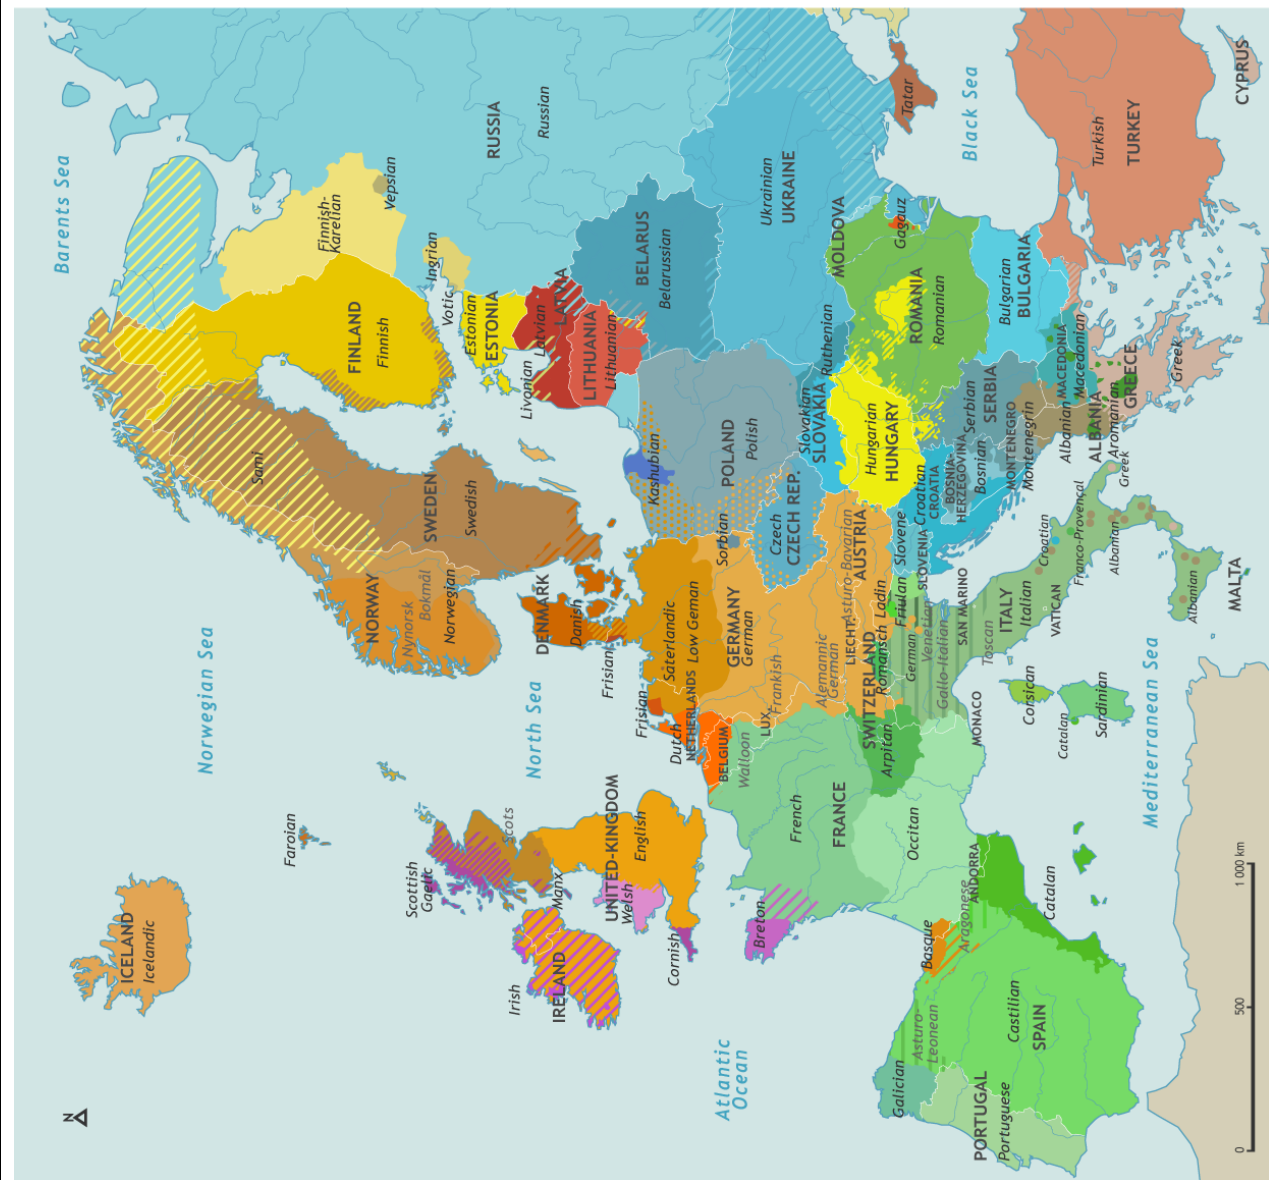 N
Barents Sea
ICELAND
Icelandic
Norwegian Sea
Sami
Faroian
NORWAY
Nynorsk
Bokmål
Norwegian
SWEDEN
Swedish
FINLAND
Finnish
Finnish-
Karelian
Vepsian
Ingrian
Votic
RUSSIA
Russian
Scottish
Gaelic
Scots
North Sea
DENMARK
Danish
Estonian
ESTONIA
Livonian
Latvian
LATVIA
LITHUANIA
Lithuanian
Irish
IRELAND
Manx
UNITED-KINGDOM
Welsh
English
Cornish
Frisian
Frisian
Dutch
NETHERLANDS
Saterlandic
Low Geman
Kashubian
BELARUS
Belarussian
Atlantic
Ocean
BELGIUM
Walloon
LUX.
GERMANY
German
Frankish
Sorbian
POLAND
Polish
Ukrainian
UKRAINE
Breton
French
FRANCE
Alemannic
German
Czech
CZECH REP.
Slovakian
SLOVAKIA
Ruthenian
MOLDOVA
LIECHT.
Asturo-Bavarian
AUSTRIA
SWITZERLAND
Romansch
Ladin
Arpitan
Occitan
Hungarian
HUNGARY
Gagauz
Tatar
Galician
Asturo-
Leonean
Basque
Aragonese
ANDORRA
German
Friulan
Venetian
Gallo-Italian
Slovene
SLOVENIA
Croatian
CROATIA
BOSNIA-
HERZEGOVINA
Bosnian
ROMANIA
Romanian
Black Sea
PORTUGAL
Portuguese
Castilian
SPAIN
MONACO
SAN MARINO
Toscan
ITALY
Italian
VATICAN
Croatian
Serbian
SERBIA
MONTENEGRO
Montenegrin
Bulgarian
BULGARIA
Catalan
Corsican
Catalan
Sardinian
Franco-Provençal
Albanian
Greek
Albanian
ALBANIA
Aromanian
MACEDONIA
Macedonian
GREECE
Greek
Turkish
TURKEY
Mediterranean Sea
Albanian
MALTA
CYPRUS
0
500
1 000 km